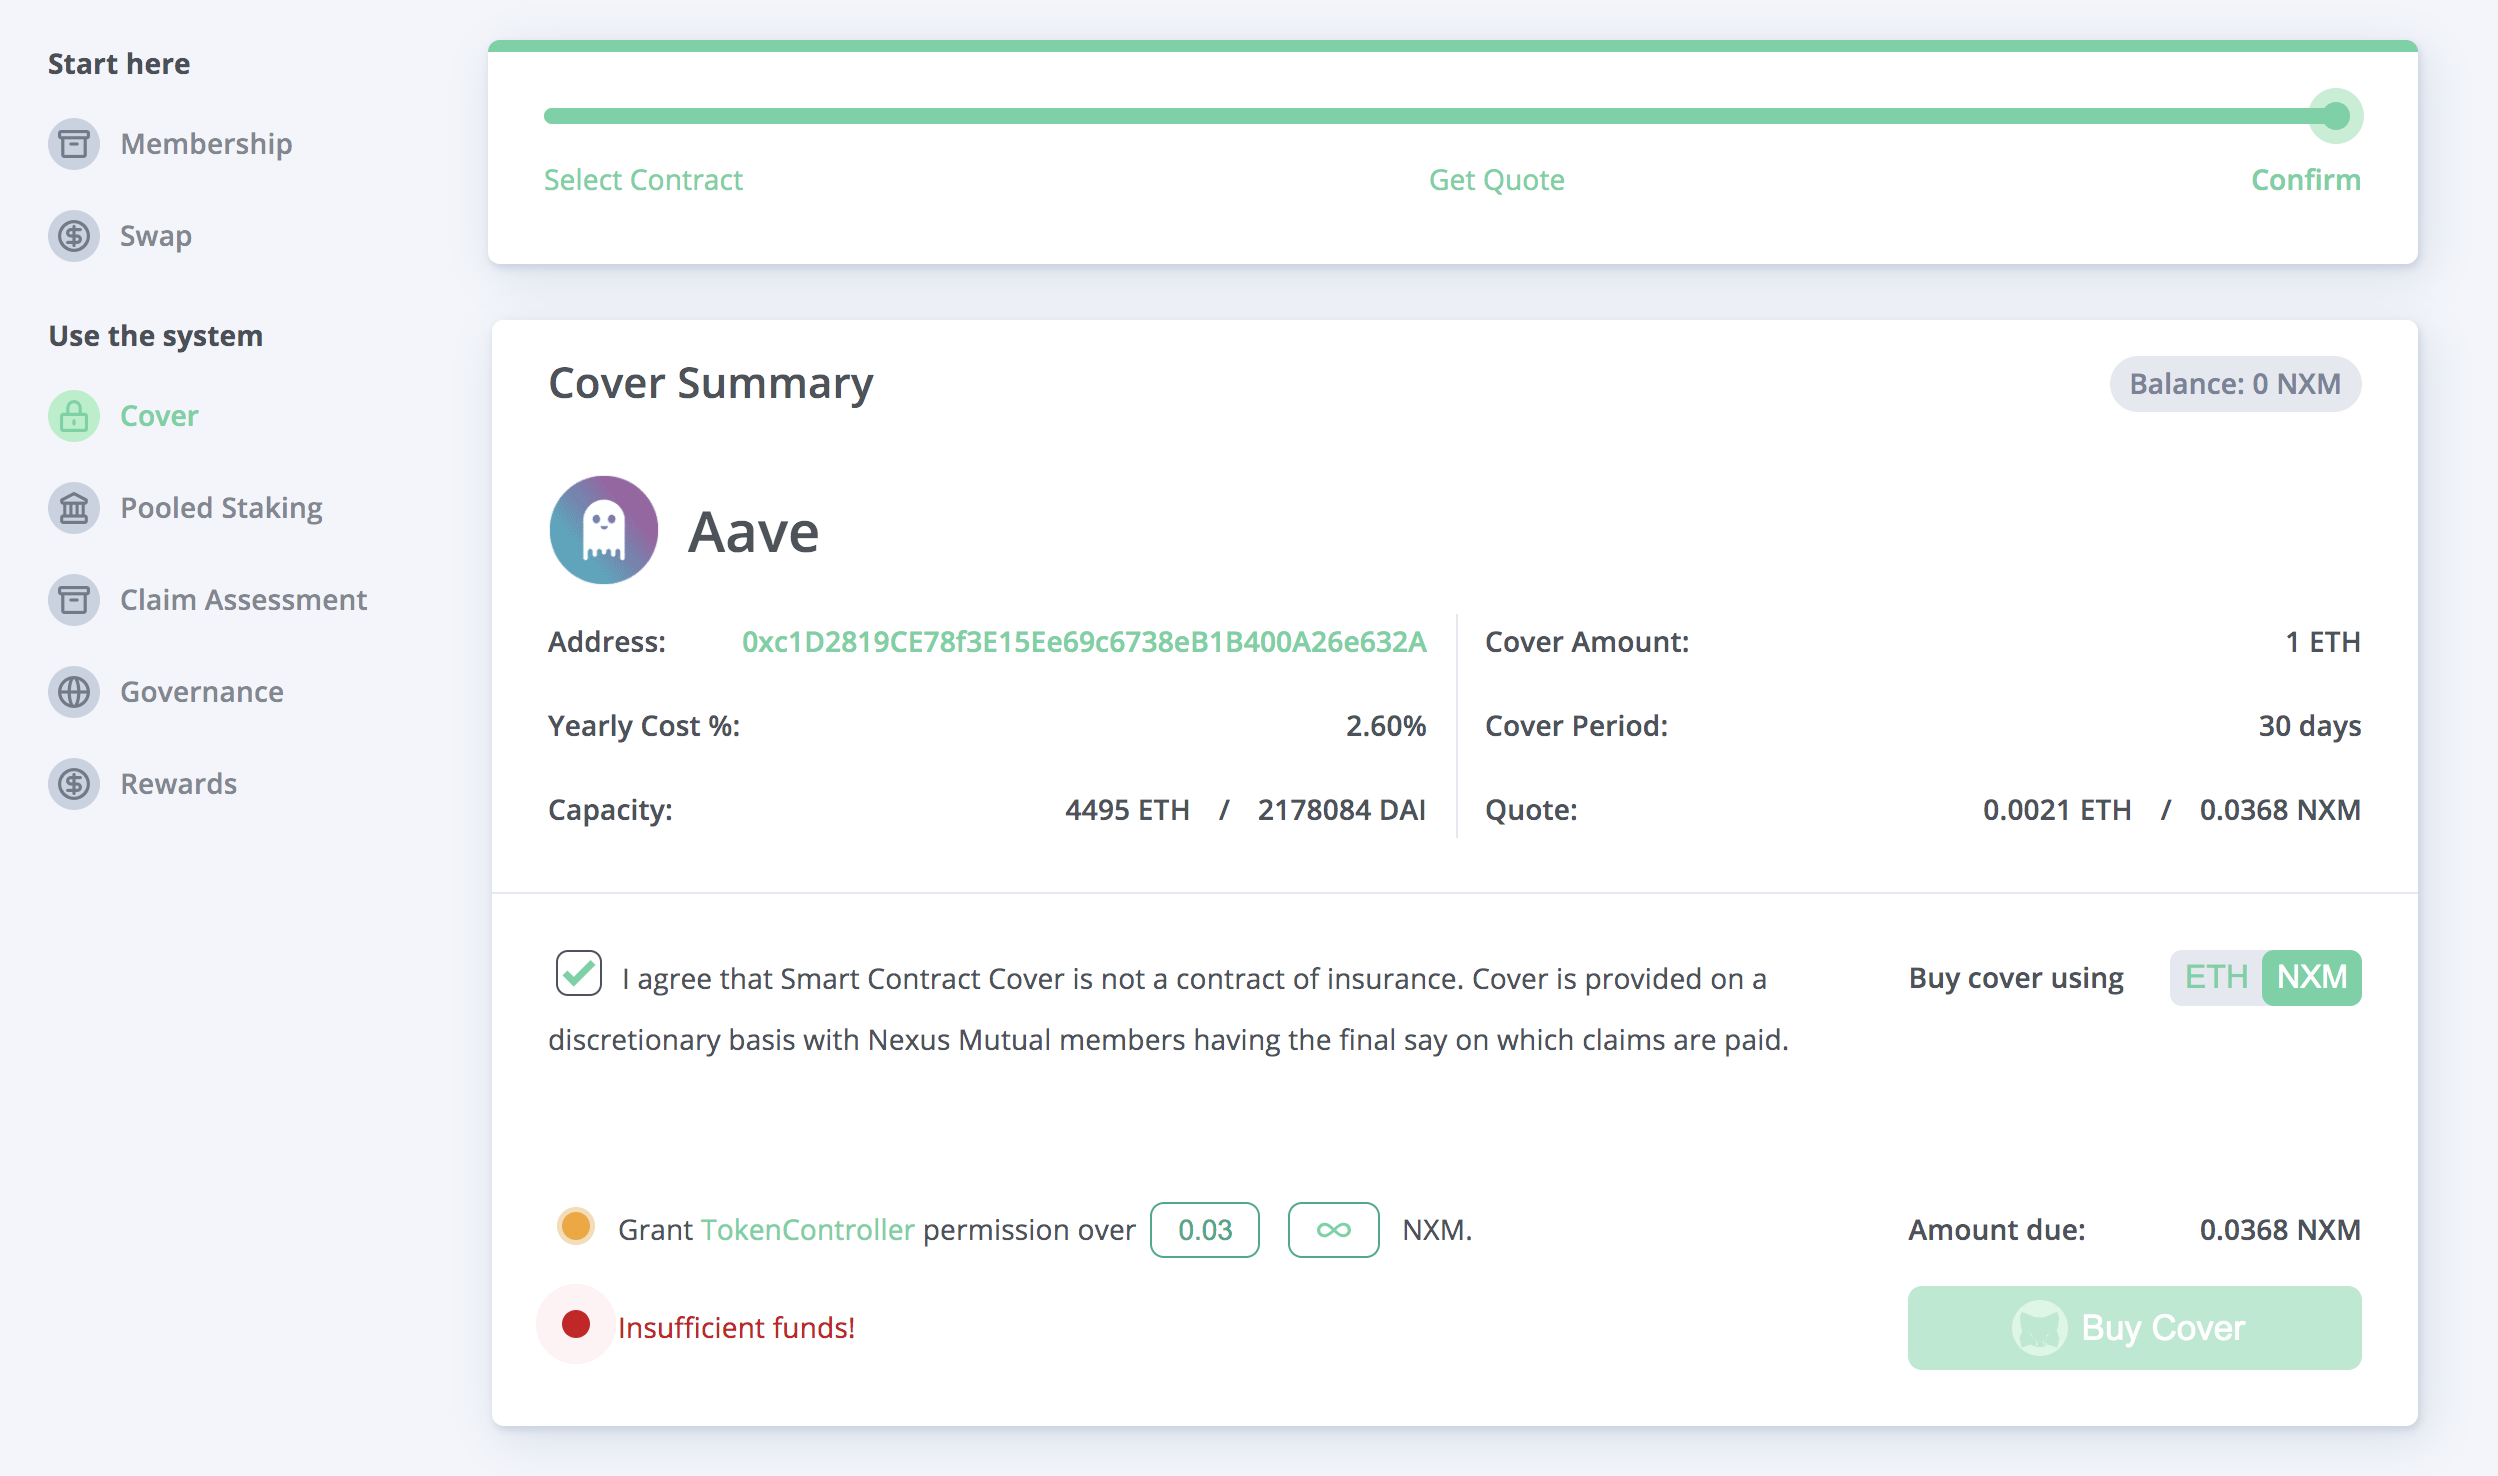 Start here
Membership
Swap
Use the system
Cover
Pooled Staking
Claim Assessment
Governance
Rewards
Select Contract
Get Quote
Confirm
Cover Summary
Balance: 0 NXM
Aave
Address: 0xc1D2819CE78f3E15Ee69c6738eB1B400A26e632A
Yearly Cost %: 2.60%
Capacity: 4495 ETH / 2178084 DAI
Cover Amount: 1 ETH
Cover Period: 30 days
Quote: 0.0021 ETH / 0.0368 NXM
I agree that Smart Contract Cover is not a contract of insurance. Cover is provided on a
discretionary basis with Nexus Mutual members having the final say on which claims are paid.
Buy cover using ETH NXM
Grant TokenController permission over 0.03 ∞ NXM.
Insufficient funds!
Amount due: 0.0368 NXM
Buy Cover